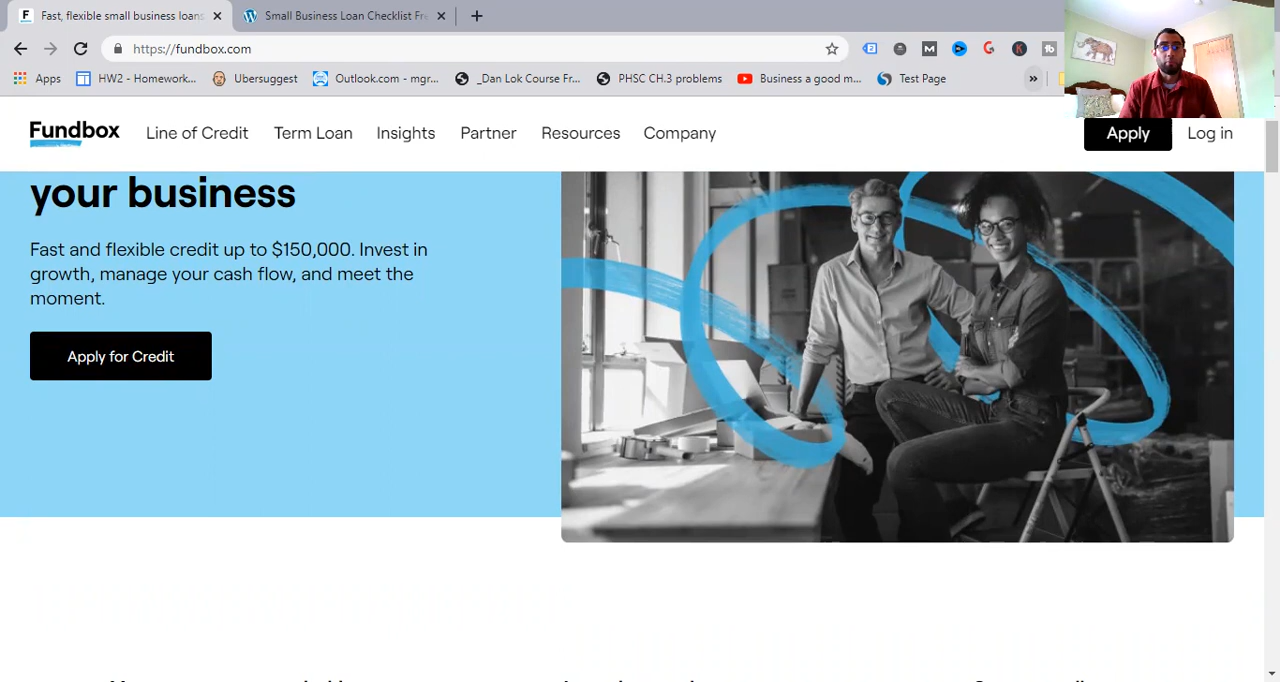 Fast, flexible small business loans
Small Business Loan Checklist Fre
https://fundbox.com
Apps
HW2 - Homework...
Ubersuggest
Outlook.com - mgr...
_Dan Lok Course Fr...
PHSC CH.3 problems
Business a good m...
Test Page
»
Fundbox
Line of Credit
Term Loan
Insights
Partner
Resources
Company
Apply
Log in
your business
Fast and flexible credit up to $150,000. Invest in
growth, manage your cash flow, and meet the
moment.
Apply for Credit